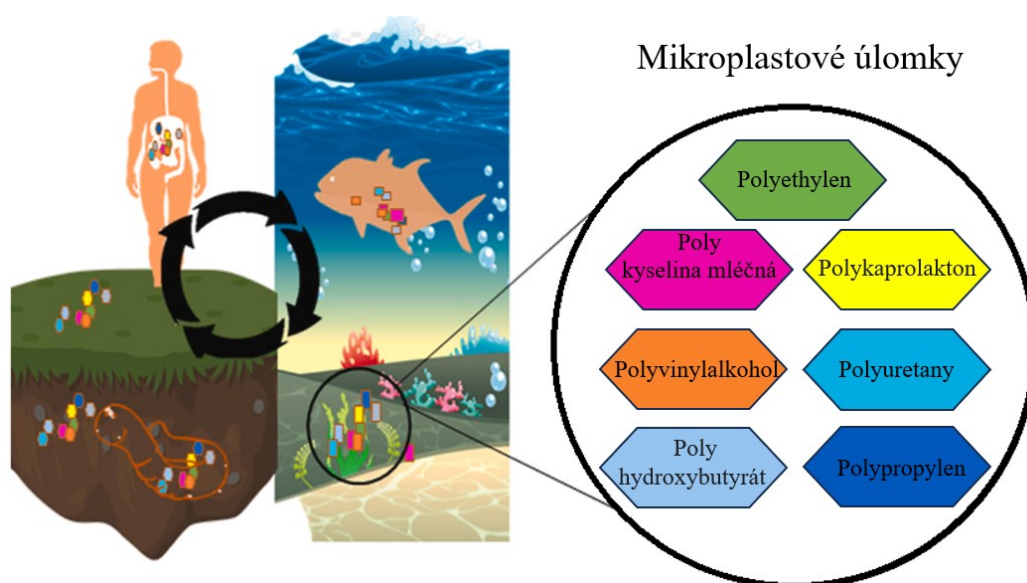 Mikroplastové úlomky
Polyethylen
Poly
kyselina mléčná
Polykaprolakton
Polyvinylalkohol
Polyuretany
Poly
hydroxybutyrát
Polypropylen